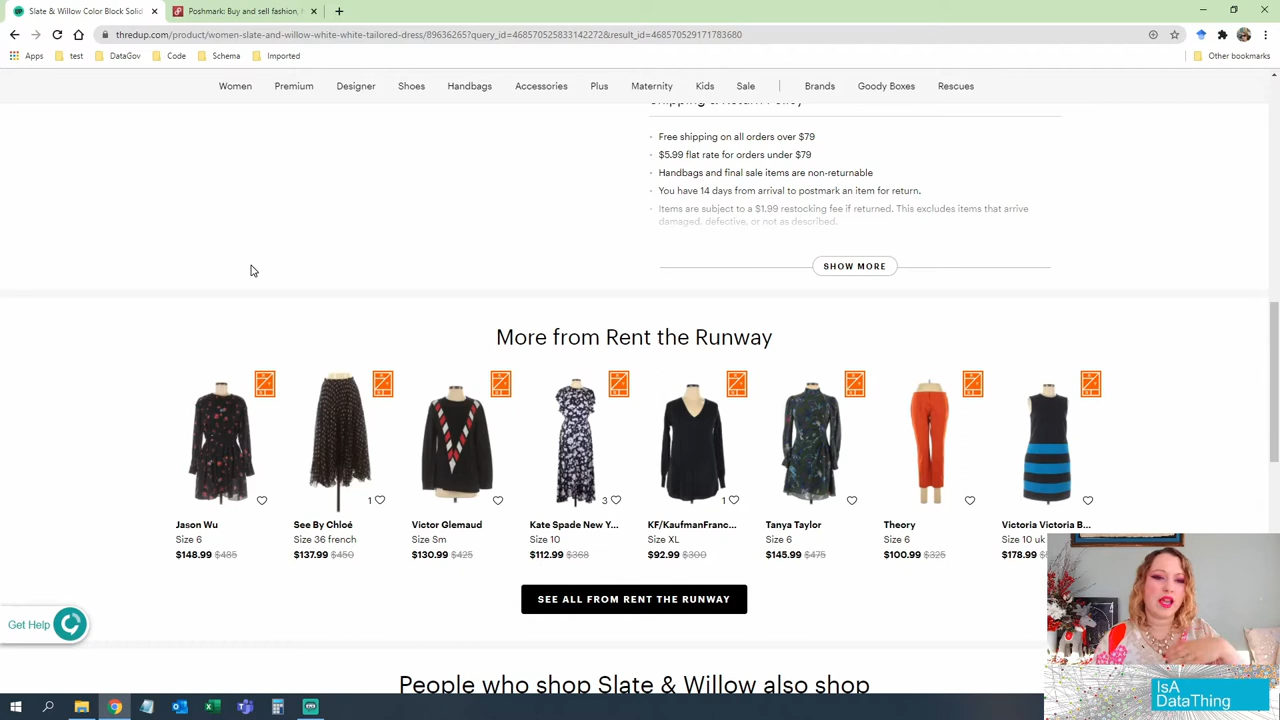 Slate & Willow Color Block Solid
Poshmark: Buy and sell fashion,
thredup.com/product/women-slate-and-willow-white-white-tailored-dress/89636265?query_id=468570525833142272&result_id=468570529171783680
Apps
test
DataGov
Code
Schema
Imported
Other bookmarks
Women
Premium
Designer
Shoes
Handbags
Accessories
Plus
Maternity
Kids
Sale
Brands
Goody Boxes
Rescues
Shipping & Return Policy
Free shipping on all orders over $79
$5.99 flat rate for orders under $79
Handbags and final sale items are non-returnable
You have 14 days from arrival to postmark an item for return.
Items are subject to a $1.99 restocking fee if returned. This excludes items that arrive
damaged, defective, or not as described.
SHOW MORE
More from Rent the Runway
1
3
1
Jason Wu
Size 6
$148.99 $485
See By Chloé
Size 36 french
$137.99 $450
Victor Glemaud
Size Sm
$130.99 $425
Kate Spade New Y...
Size 10
$112.99 $368
KF/KaufmanFranc...
Size XL
$92.99 $300
Tanya Taylor
Size 6
$145.99 $475
Theory
Size 6
$100.99 $325
Victoria Victoria B...
Size 10 uk
$178.99
SEE ALL FROM RENT THE RUNWAY
Get Help
People who shop Slate & Willow also shop
IsA
DataThing